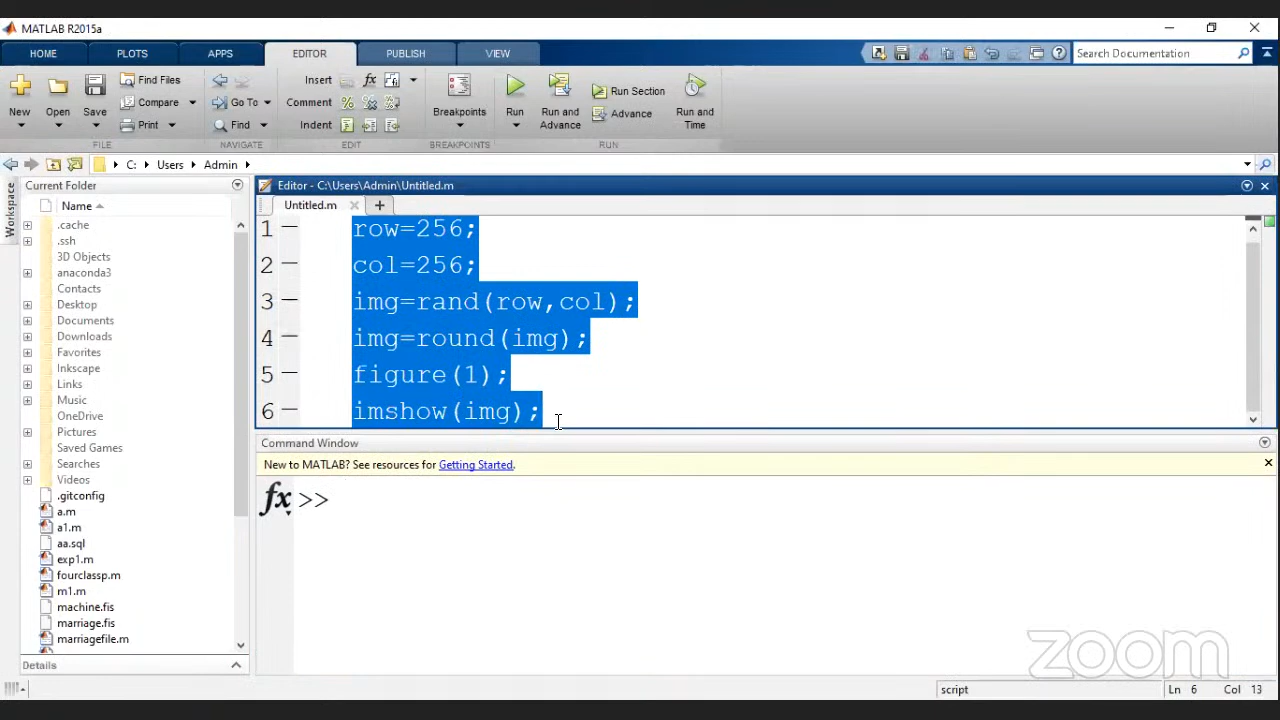 MATLAB R2015a
HOME PLOTS APPS EDITOR PUBLISH VIEW
Search Documentation
New Open Save
Find Files
Compare
Print
FILE
Go To
Find
NAVIGATE
Insert
Comment
Indent
EDIT
Breakpoints
BREAKPOINTS
Run
Run and Advance
Run Section
Advance
Run and Time
RUN
C: Users Admin
Workspace
Current Folder
Name
.cache
.ssh
3D Objects
anaconda3
Contacts
Desktop
Documents
Downloads
Favorites
Inkscape
Links
Music
OneDrive
Pictures
Saved Games
Searches
Videos
.gitconfig
a.m
a1.m
aa.sql
exp1.m
fourclassp.m
m1.m
machine.fis
marriage.fis
marriagefile.m
Details
Editor - C:\Users\Admin\Untitled.m
Untitled.m
1 row=256;
2 col=256;
3 img=rand(row,col);
4 img=round(img);
5 figure(1);
6 imshow(img);
Command Window
New to MATLAB? See resources for Getting Started.
fx >>
zoom
script Ln 6 Col 13